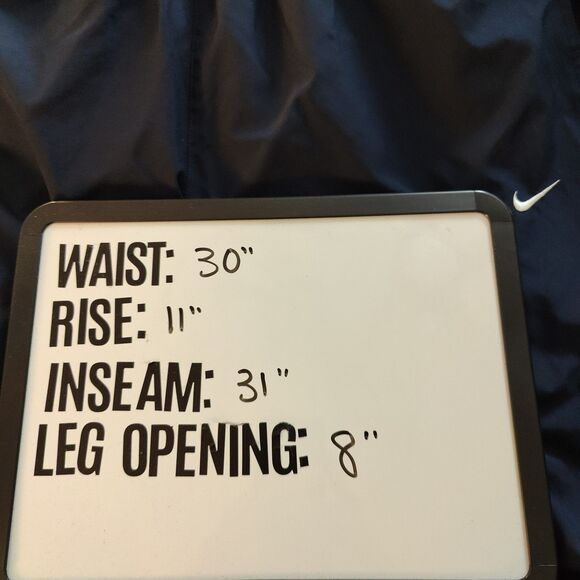 WAIST: 30"
RISE: 11"
INSEAM: 31"
LEG OPENING: 8"